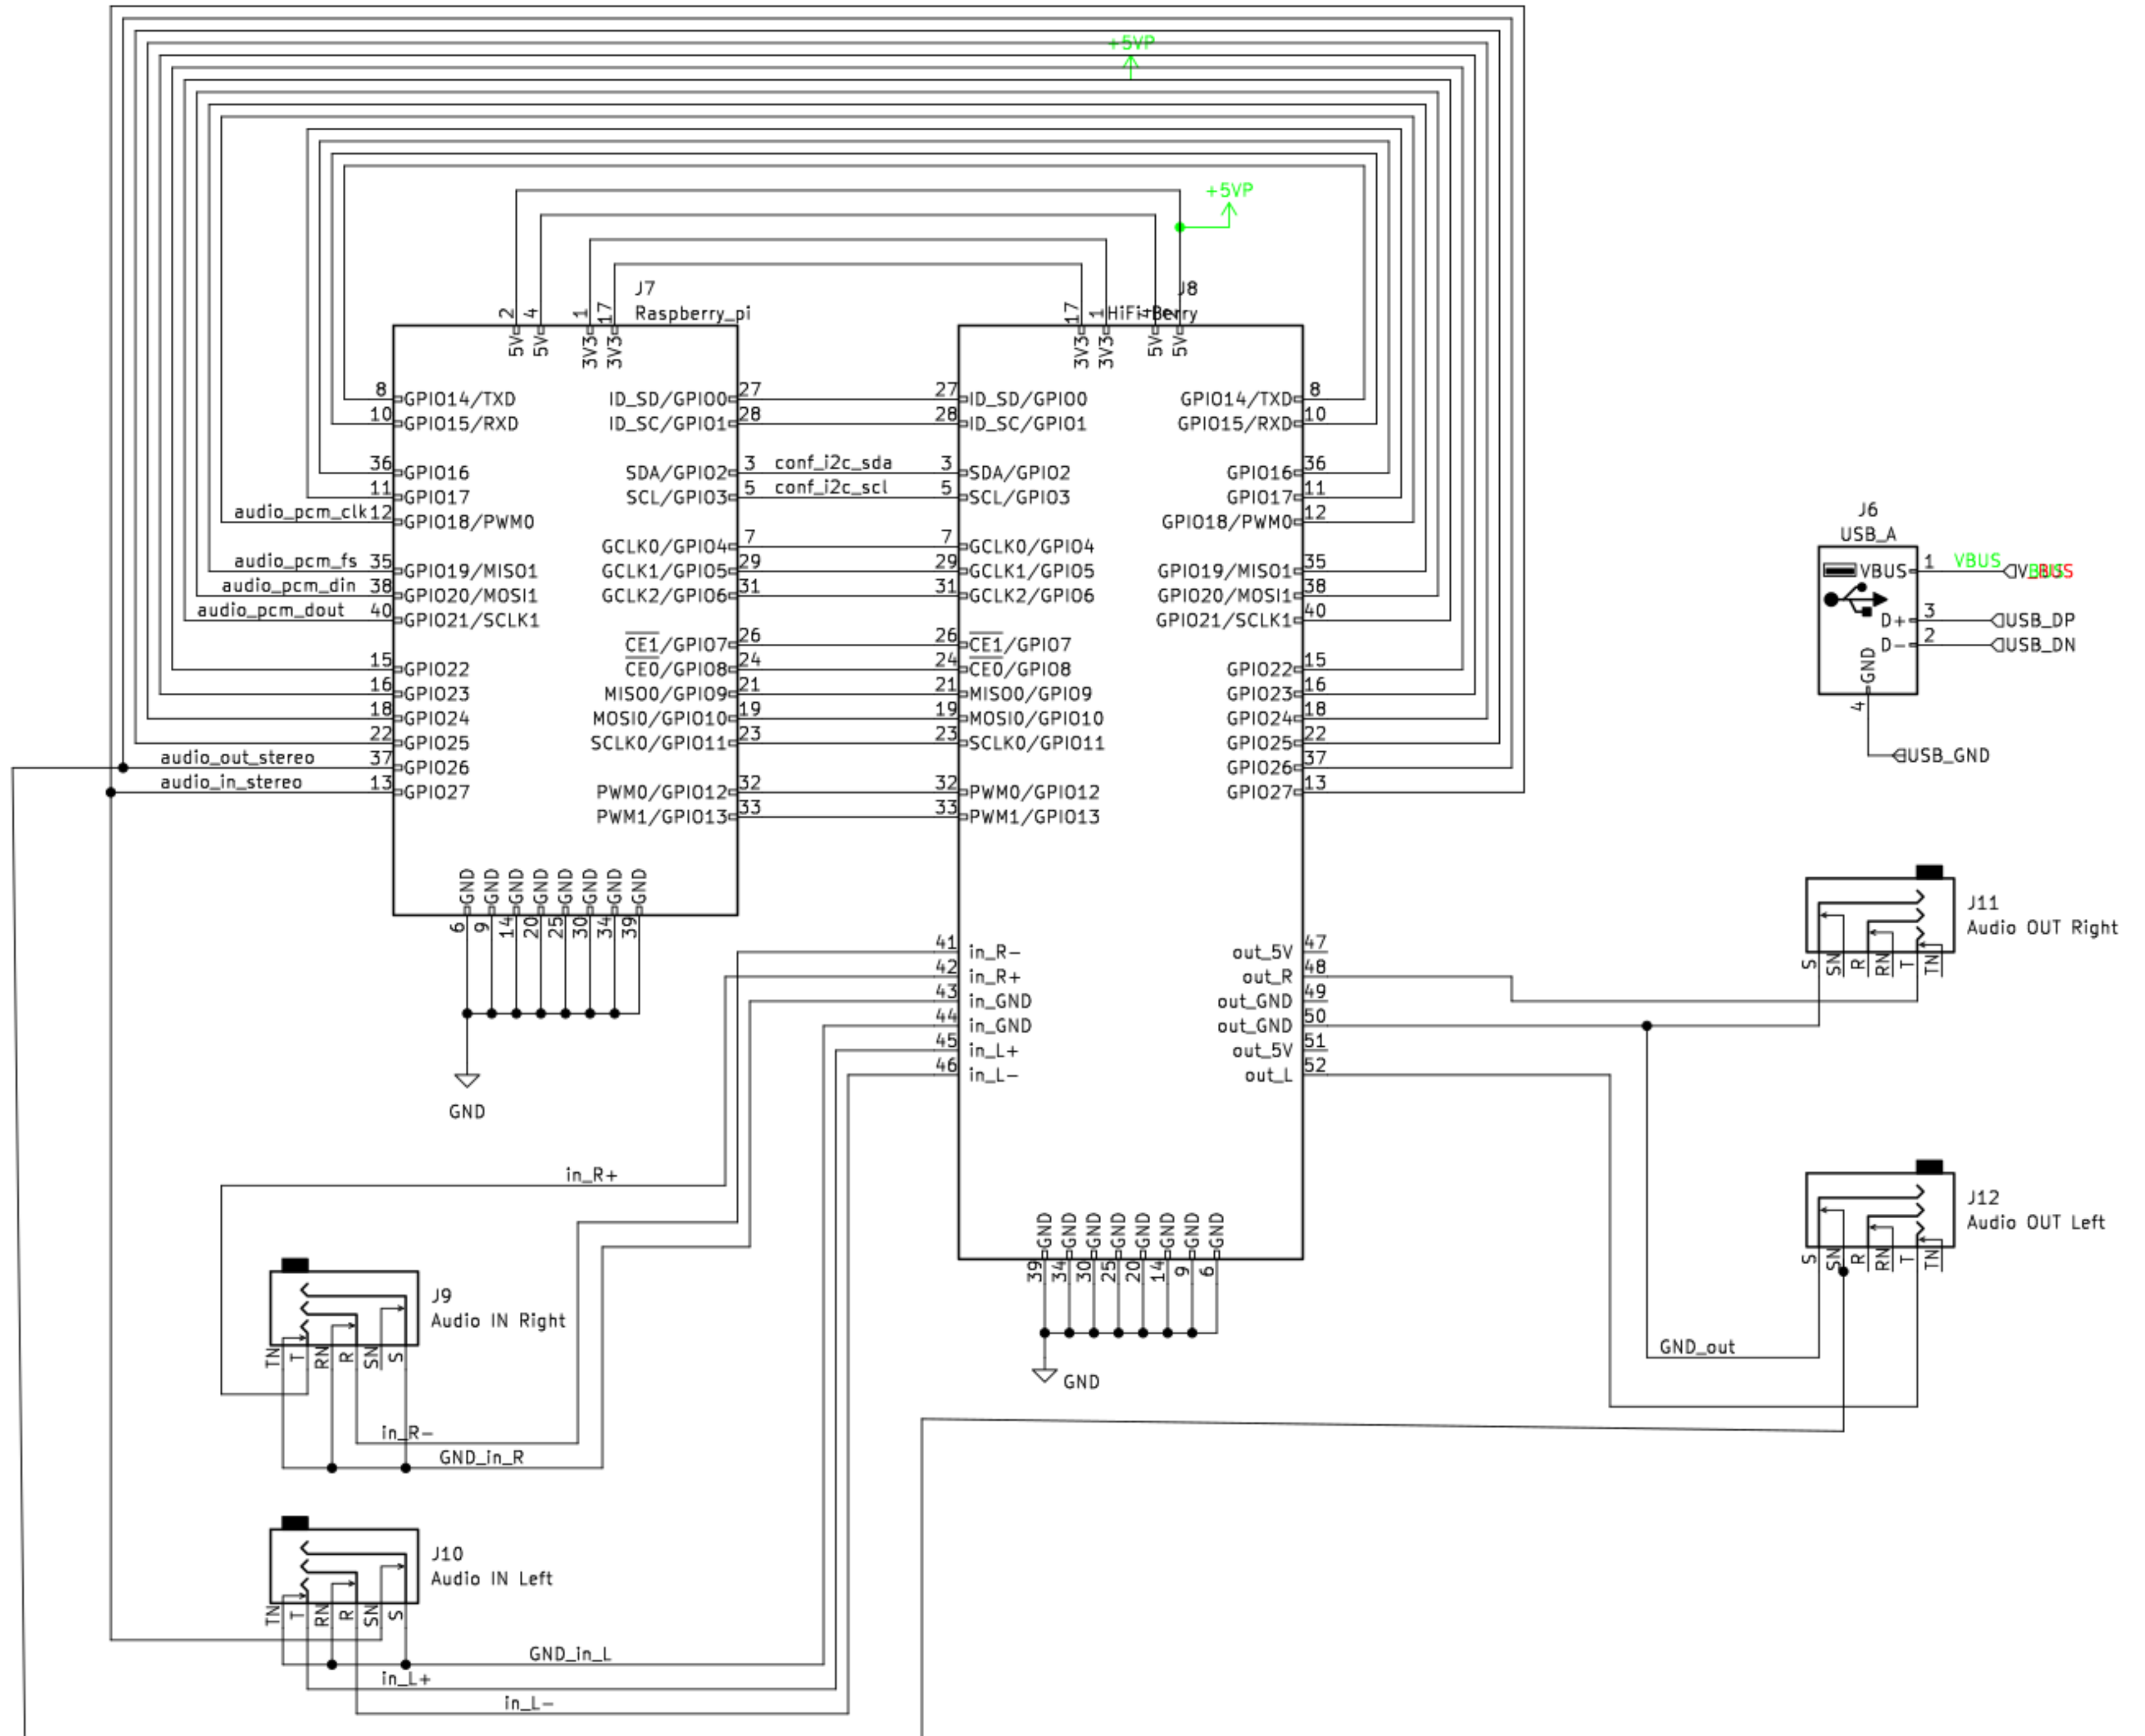 +5VP
+5VP
J7
Raspberry_pi
2
4
1
17
5V
5V
3V3
3V3
8
GPIO14/TXD
10
GPIO15/RXD
36
GPIO16
11
GPIO17
audio_pcm_clk
12
GPIO18/PWM0
audio_pcm_fs
35
GPIO19/MISO1
audio_pcm_din
38
GPIO20/MOSI1
audio_pcm_dout
40
GPIO21/SCLK1
15
GPIO22
16
GPIO23
18
GPIO24
22
GPIO25
audio_out_stereo
37
GPIO26
audio_in_stereo
13
GPIO27
ID_SD/GPIO0
27
ID_SC/GPIO1
28
SDA/GPIO2
3
conf_i2c_sda
SCL/GPIO3
5
conf_i2c_scl
GCLK0/GPIO4
7
GCLK1/GPIO5
29
GCLK2/GPIO6
31
CE1/GPIO7
26
CE0/GPIO8
24
MISO0/GPIO9
21
MOSI0/GPIO10
19
SCLK0/GPIO11
23
PWM0/GPIO12
32
PWM1/GPIO13
33
GND
GND
GND
GND
GND
GND
GND
GND
6
9
14
20
25
30
34
39
GND
J8
HiFi-Berry
17
1
4
3V3
3V3
5V
5V
27
ID_SD/GPIO0
28
ID_SC/GPIO1
3
SDA/GPIO2
5
SCL/GPIO3
7
GCLK0/GPIO4
29
GCLK1/GPIO5
31
GCLK2/GPIO6
26
CE1/GPIO7
24
CE0/GPIO8
21
MISO0/GPIO9
19
MOSI0/GPIO10
23
SCLK0/GPIO11
32
PWM0/GPIO12
33
PWM1/GPIO13
GPIO14/TXD
8
GPIO15/RXD
10
GPIO16
36
GPIO17
11
GPIO18/PWM0
12
GPIO19/MISO1
35
GPIO20/MOSI1
38
GPIO21/SCLK1
40
GPIO22
15
GPIO23
16
GPIO24
18
GPIO25
22
GPIO26
37
GPIO27
13
41
in_R-
42
in_R+
43
in_GND
44
in_GND
45
in_L+
46
in_L-
out_5V
47
out_R
48
out_GND
49
out_GND
50
out_5V
51
out_L
52
GND
GND
GND
GND
GND
GND
GND
GND
39
34
30
25
20
14
9
6
GND
J6
USB_A
VBUS
1
VBUS
D+
3
USB_DP
D-
2
USB_DN
GND
4
USB_GND
J11
Audio OUT Right
S
SN
R
RN
T
TN
J12
Audio OUT Left
S
SN
R
RN
T
TN
GND_out
in_R+
J9
Audio IN Right
TN
T
RN
R
SN
S
in_R-
GND_in_R
J10
Audio IN Left
TN
T
RN
R
SN
S
GND_in_L
in_L+
in_L-